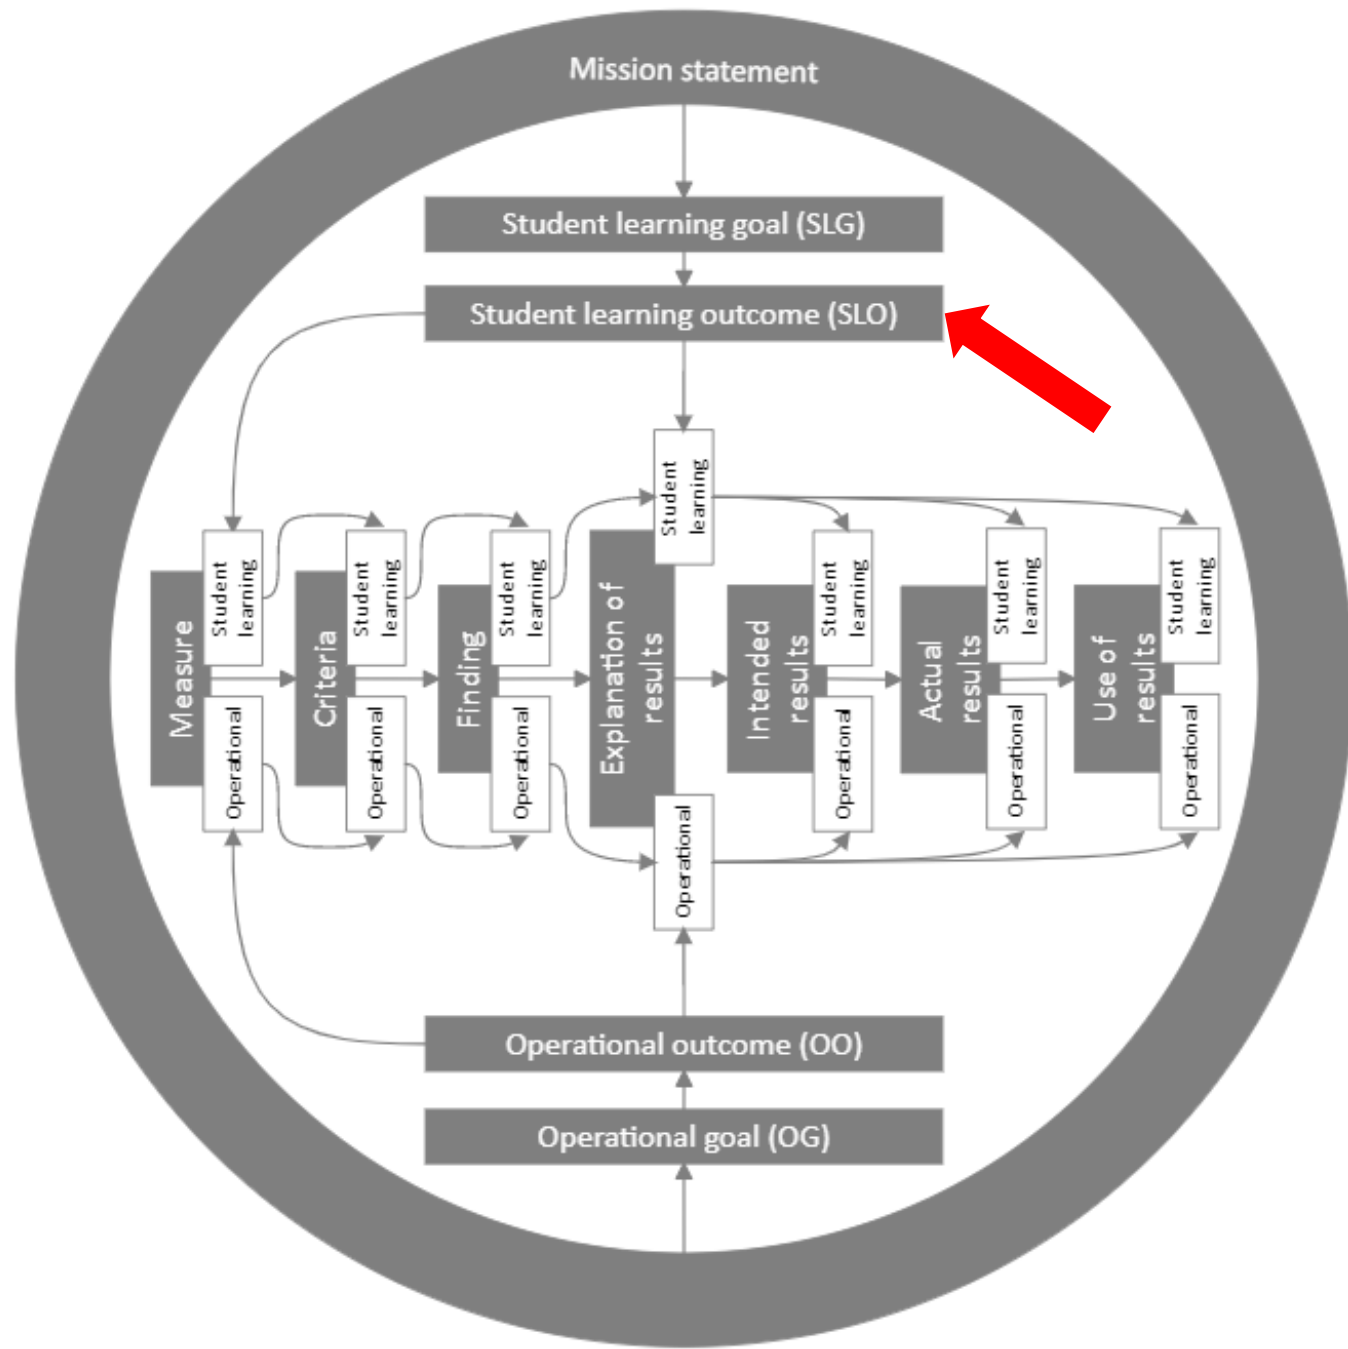 Mission statement
Student learning goal (SLG)
Student learning outcome (SLO)
Measure
Student
learning
Operational
Criteria
Student
learning
Operational
Finding
Student
learning
Operational
Explanation of
results
Student
learning
Operational
Intended
results
Student
learning
Operational
Actual
results
Student
learning
Operational
Use of
results
Student
learning
Operational
Operational outcome (OO)
Operational goal (OG)